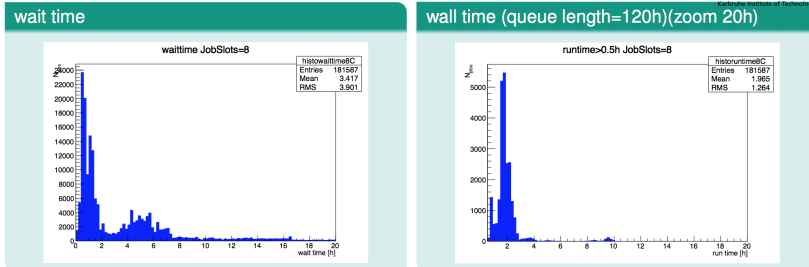 wait time
waittime JobSlots=8
histowaittime8C
Entries 181587
Mean 3.417
RMS 3.901
24000
22000
20000
18000
16000
14000
12000
10000
8000
6000
4000
2000
0
0 2 4 6 8 10 12 14 16 18 20
wait time [h]
Karlsruhe Institute of Technolo
wall time (queue length=120h)(zoom 20h)
runtime>0.5h JobSlots=8
historuntime8C
Entries 181587
Mean 1.965
RMS 1.264
N_jobs
5000
4000
3000
2000
1000
0
2 4 6 8 10 12 14 16 18 20
run time [h]